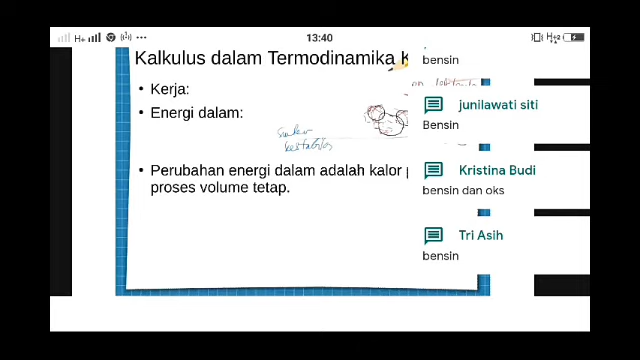 H+
13:40
Kalkulus dalam Termodinamika K
• Kerja:
• Energi dalam:
• Perubahan energi dalam adalah kalor p
proses volume tetap.
bensin
junilawati siti
Bensin
Kristina Budi
bensin dan oks
Tri Asih
bensin